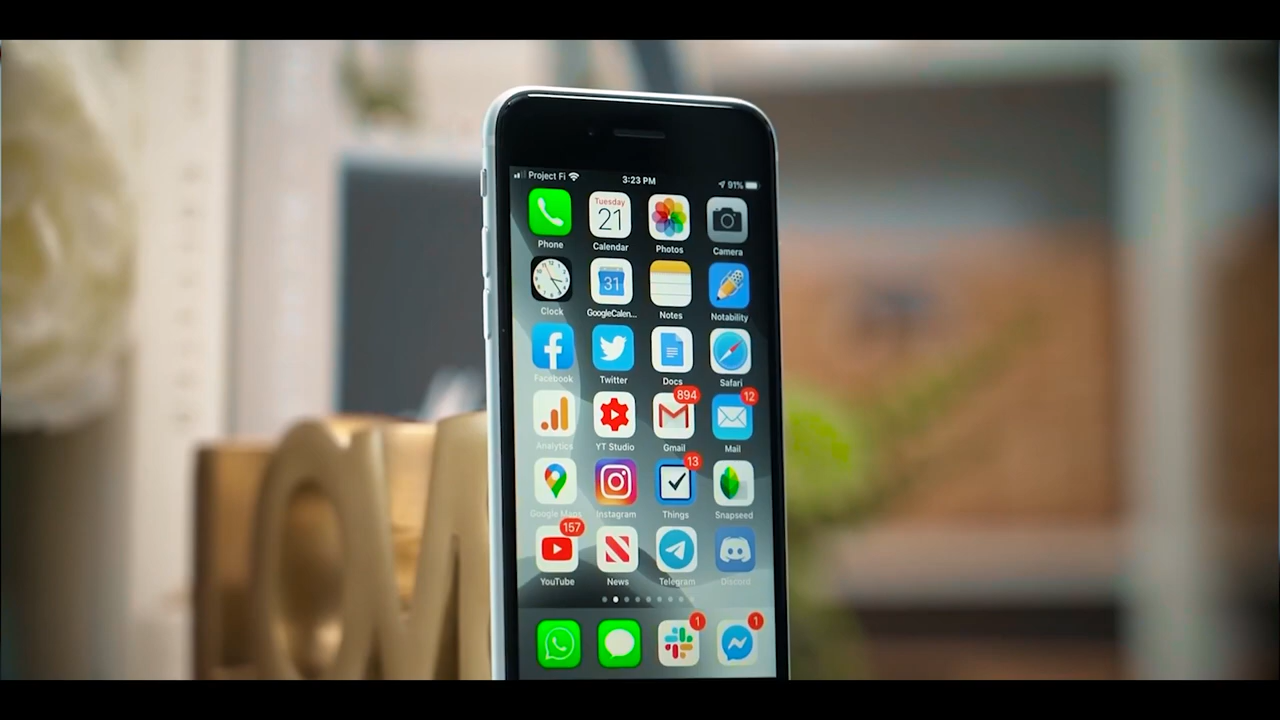 Project Fi 3:23 PM 91%
Tuesday
21
Phone Calendar Photos Camera
31
Clock GoogleCalen... Notes Notability
Facebook Twitter Docs Safari
894 12
Analytics YT Studio Gmail Mail
13
Google Maps Instagram Things Snapseed
157
YouTube News Telegram Discord
1 1